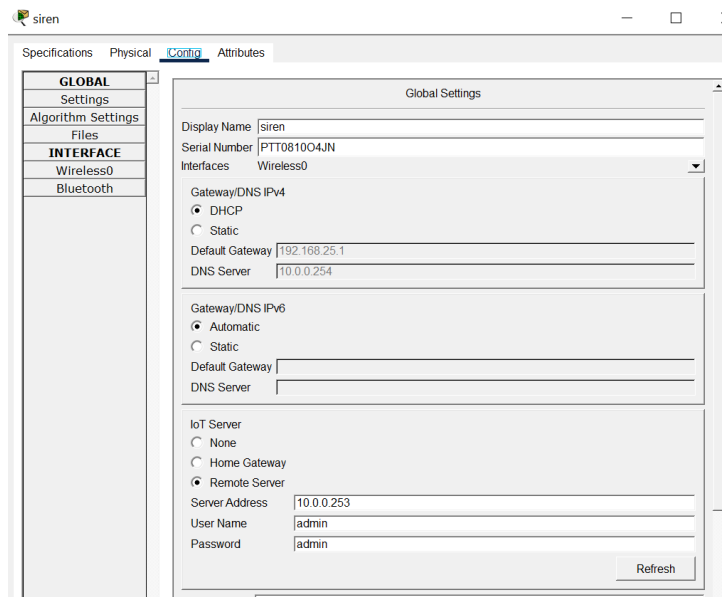 siren
Specifications Physical Config Attributes
GLOBAL
Settings
Algorithm Settings
Files
INTERFACE
Wireless0
Bluetooth
Global Settings
Display Name siren
Serial Number PTT0810O4JN
Interfaces Wireless0
Gateway/DNS IPv4
DHCP
Static
Default Gateway 192.168.25.1
DNS Server 10.0.0.254
Gateway/DNS IPv6
Automatic
Static
Default Gateway
DNS Server
IoT Server
None
Home Gateway
Remote Server
Server Address 10.0.0.253
User Name admin
Password admin
Refresh